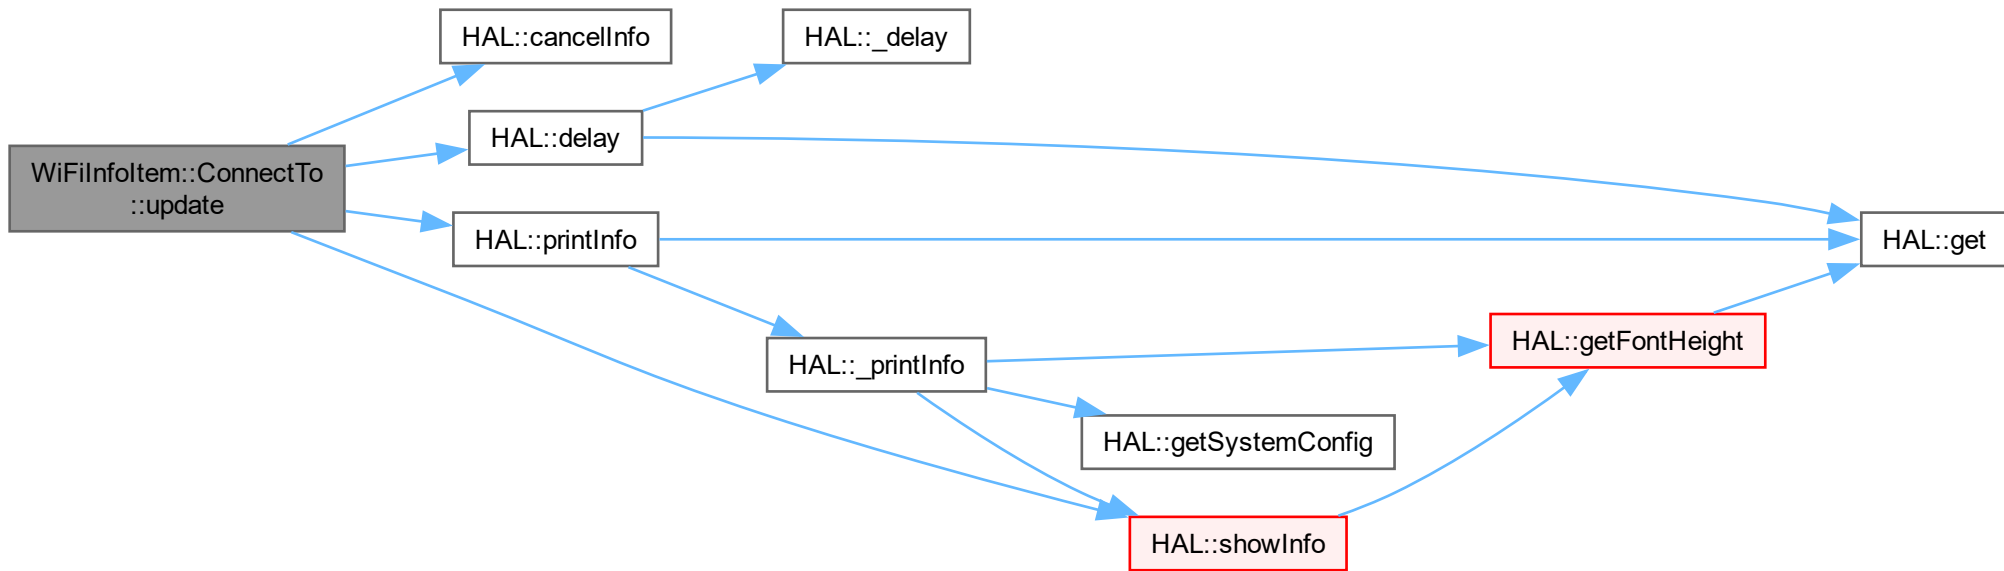 HAL::cancelInfo
HAL::_delay
HAL::delay
WiFiInfoItem::ConnectTo
::update
HAL::printInfo
HAL::get
HAL::_printInfo
HAL::getFontHeight
HAL::getSystemConfig
HAL::showInfo